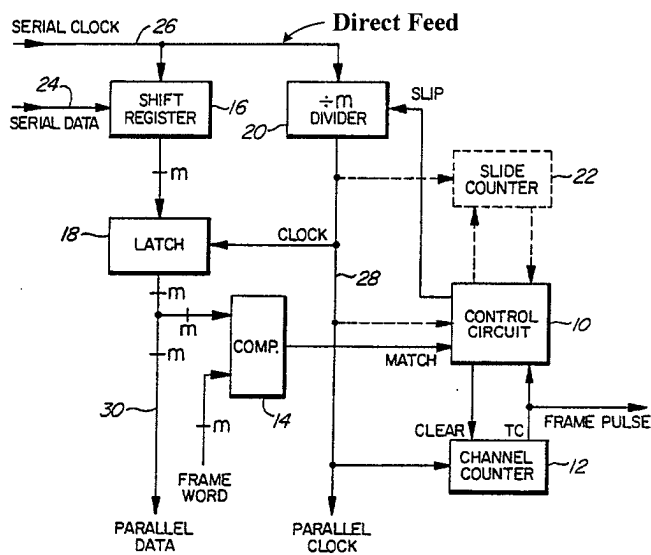 SERIAL CLOCK
26
Direct Feed
24
SERIAL DATA
SHIFT
REGISTER
16
÷m
DIVIDER
20
SLIP
SLIDE
COUNTER
22
m
18
LATCH
CLOCK
28
m
m
m
COMP.
14
MATCH
CONTROL
CIRCUIT
10
30
m
FRAME
WORD
CLEAR
TC
FRAME PULSE
CHANNEL
COUNTER
12
PARALLEL
DATA
PARALLEL
CLOCK